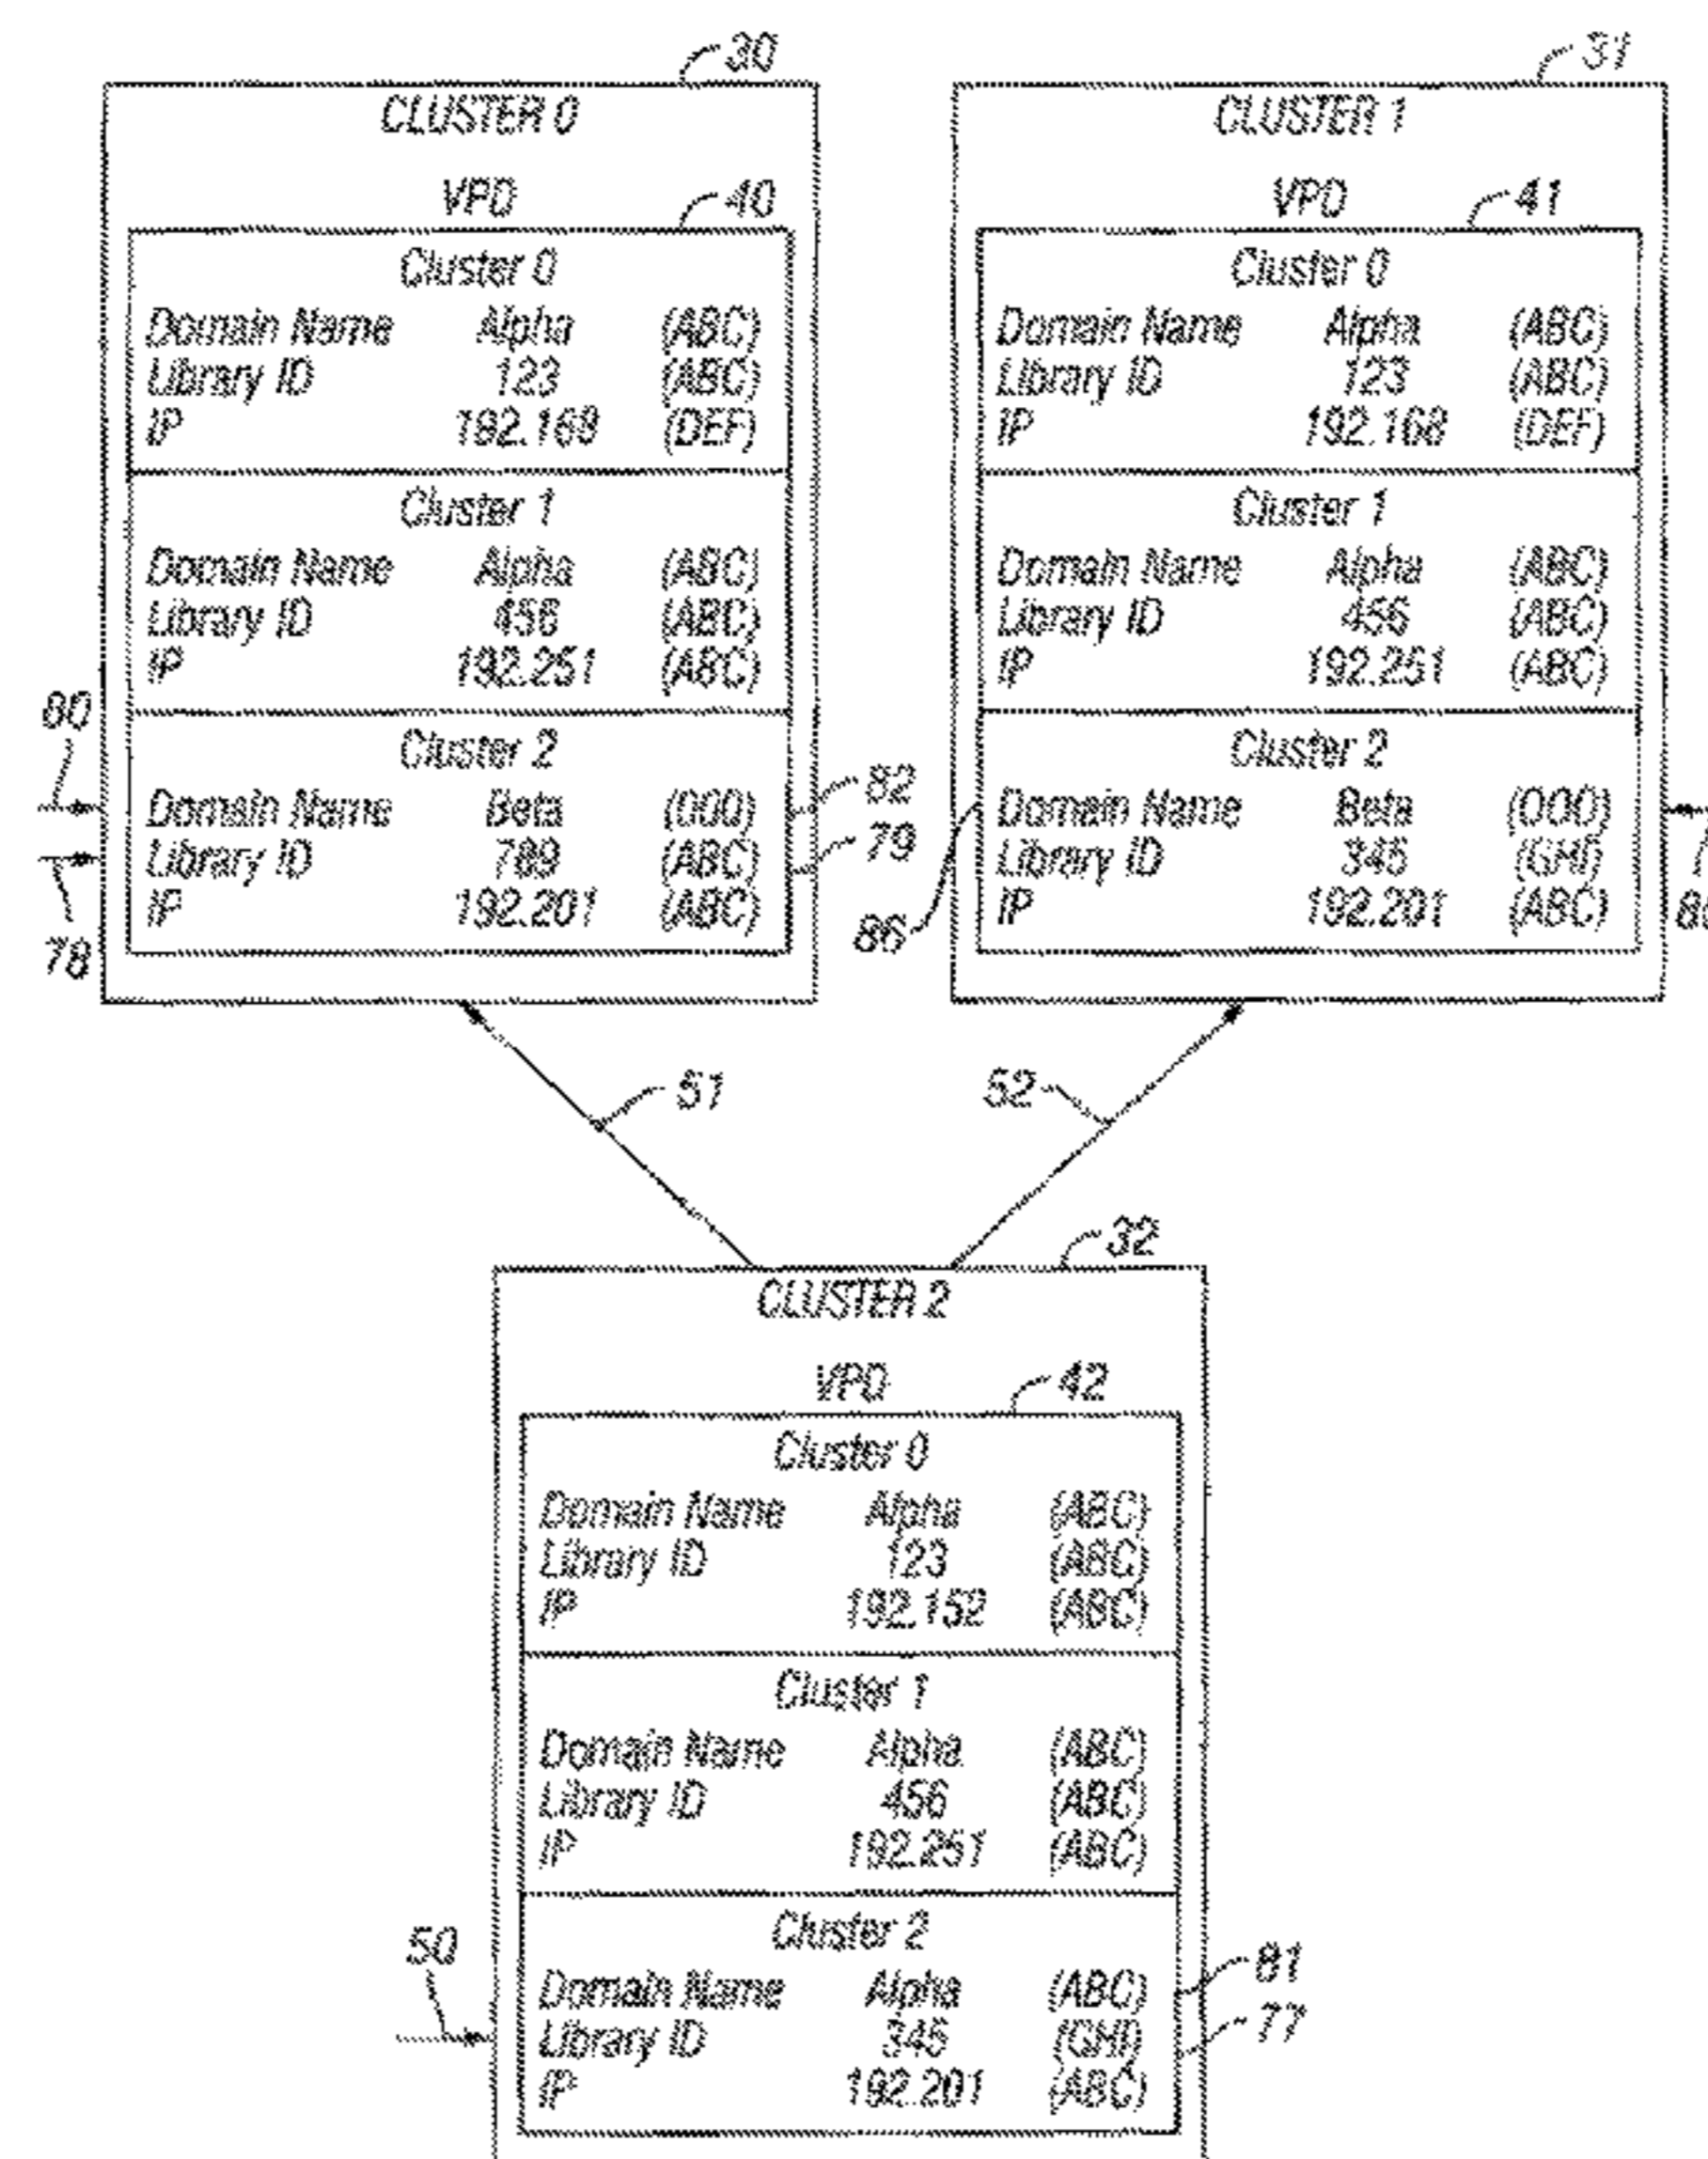 30
CLUSTER 0
VPD
40
Cluster 0
Domain Name Alpha (ABC)
Library ID 123 (ABC)
IP 192.168 (DEF)
Cluster 1
Domain Name Alpha (ABC)
Library ID 456 (ABC)
IP 192.251 (ABC)
Cluster 2
80
Domain Name Beta (000) 82
Library ID 789 (ABC) 79
IP 192.201 (ABC)
78
31
CLUSTER 1
VPD
41
Cluster 0
Domain Name Alpha (ABC)
Library ID 123 (ABC)
IP 192.168 (DEF)
Cluster 1
Domain Name Alpha (ABC)
Library ID 456 (ABC)
IP 192.251 (ABC)
Cluster 2
Domain Name Beta (000)
Library ID 345 (GHI)
86
IP 192.201 (ABC)
51
52
32
CLUSTER 2
VPD
42
Cluster 0
Domain Name Alpha (ABC)
Library ID 123 (ABC)
IP 192.152 (ABC)
Cluster 1
Domain Name Alpha (ABC)
Library ID 456 (ABC)
IP 192.251 (ABC)
Cluster 2
50
Domain Name Alpha (ABC) 81
Library ID 345 (GHI) 77
IP 192.201 (ABC)